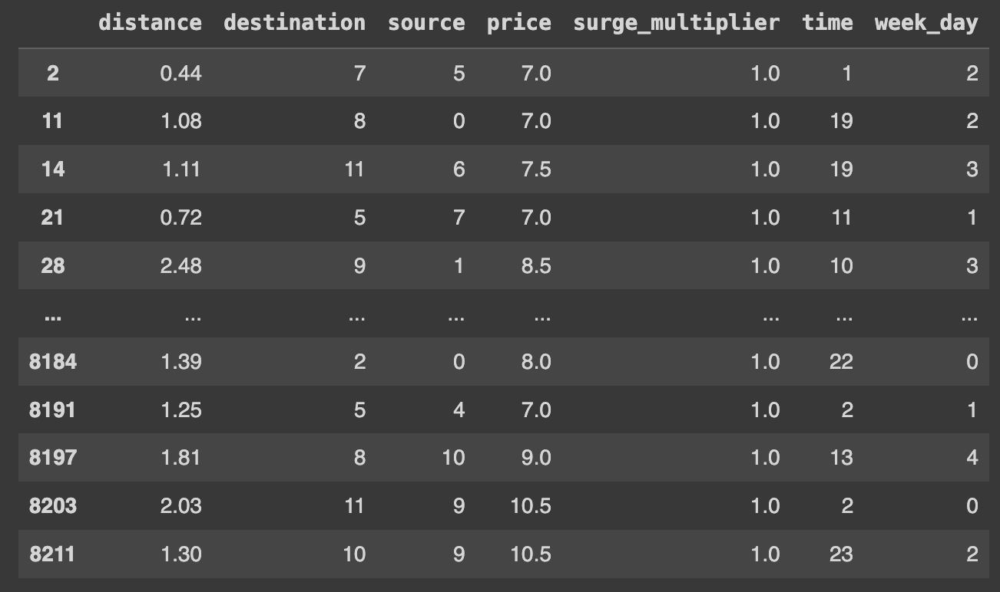 distance destination source price surge_multiplier time week_day
2 0.44 7 5 7.0 1.0 1 2
11 1.08 8 0 7.0 1.0 19 2
14 1.11 11 6 7.5 1.0 19 3
21 0.72 5 7 7.0 1.0 11 1
28 2.48 9 1 8.5 1.0 10 3
... ... ... ... ... ... ... ...
8184 1.39 2 0 8.0 1.0 22 0
8191 1.25 5 4 7.0 1.0 2 1
8197 1.81 8 10 9.0 1.0 13 4
8203 2.03 11 9 10.5 1.0 2 0
8211 1.30 10 9 10.5 1.0 23 2